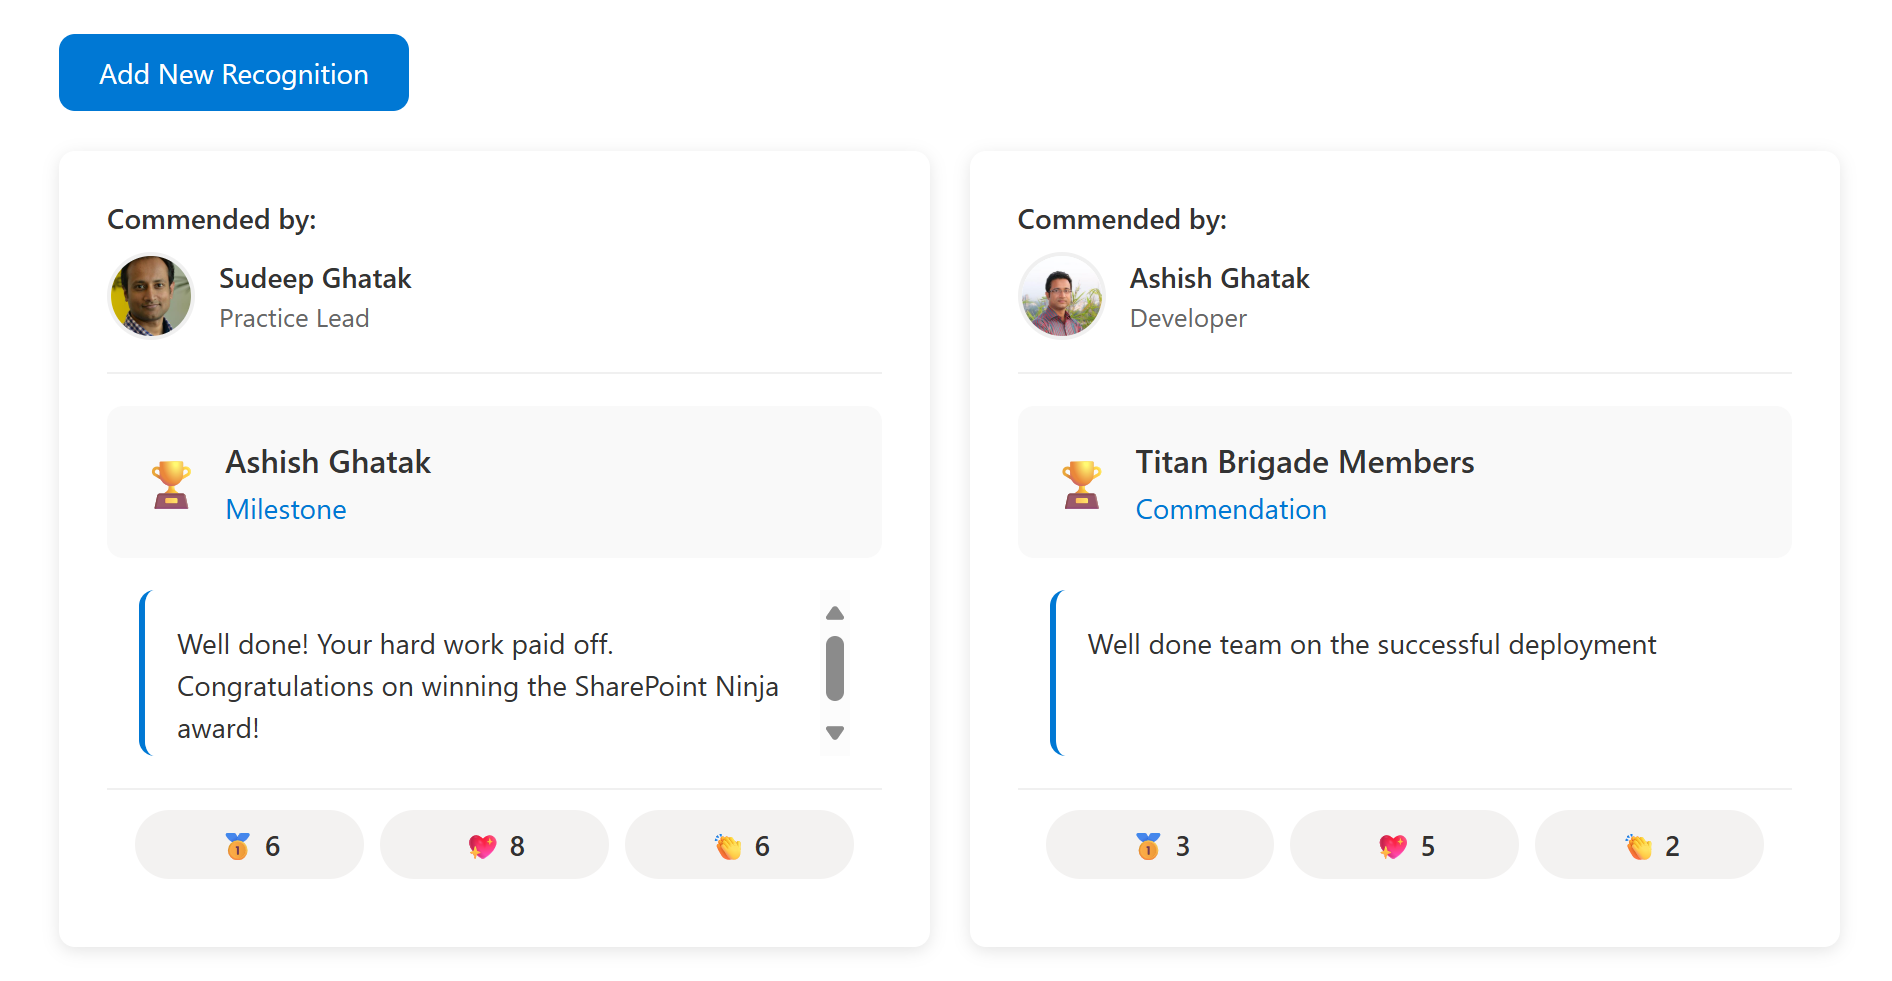 Add New Recognition
Commended by:
Sudeep Ghatak
Practice Lead
Ashish Ghatak
Milestone
Well done! Your hard work paid off.
Congratulations on winning the SharePoint Ninja
award!
6
8
6
Commended by:
Ashish Ghatak
Developer
Titan Brigade Members
Commendation
Well done team on the successful deployment
3
5
2